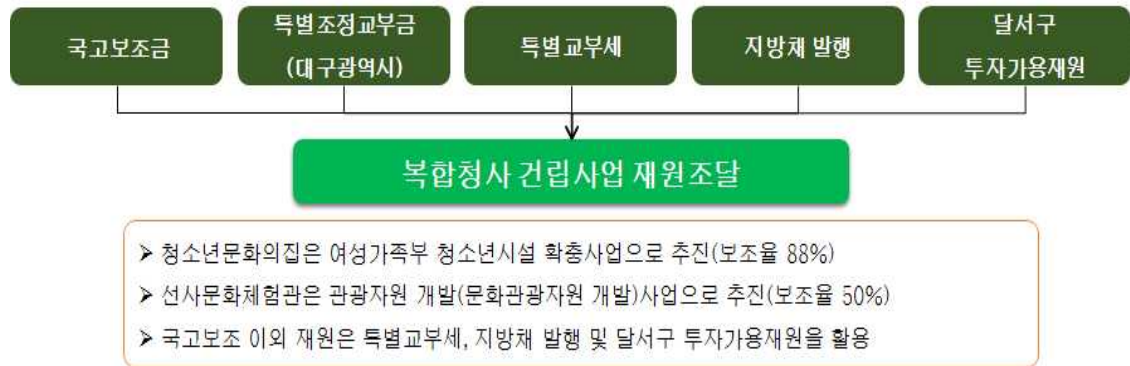 국고보조금
특별조정교부금
(대구광역시)
특별교부세
지방채 발행
달서구
투자가용재원
복합청사 건립사업 재원조달
➢ 청소년문화의집은 여성가족부 청소년시설 확충사업으로 추진(보조율 88%)
➢ 선사문화체험관은 관광자원 개발(문화관광자원 개발)사업으로 추진(보조율 50%)
➢ 국고보조 이외 재원은 특별교부세, 지방채 발행 및 달서구 투자가용재원을 활용